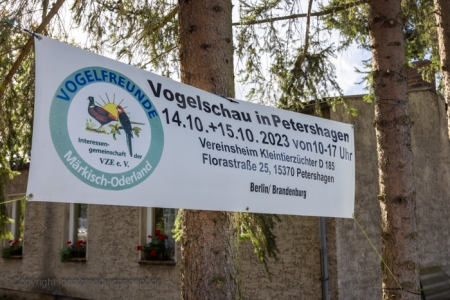 VOGELFREUNDE
Interessen-
gemeinschaft der
VZE e. V.
Märkisch-Oderland
Vogelschau in Petershagen
14.10.+15.10.2023 von 10-17 Uhr
Vereinsheim Kleintierzüchter D 185
Florastraße 25, 15370 Petershagen
Berlin/ Brandenburg